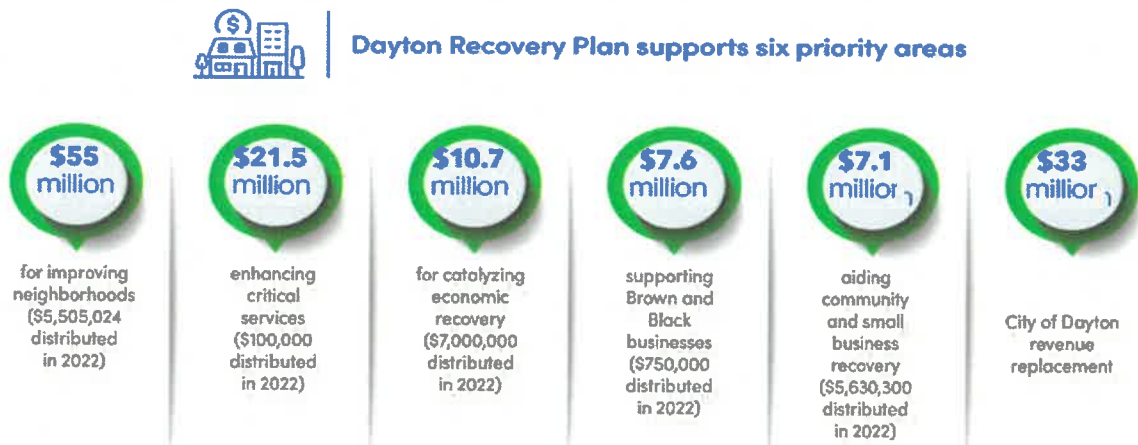 $
Dayton Recovery Plan supports six priority areas
$55
million
for improving
neighborhoods
($5,505,024
distributed
in 2022)
$21.5
million
enhancing
critical
services
($100,000
distributed
in 2022)
$10.7
million
for catalyzing
economic
recovery
($7,000,000
distributed
in 2022)
$7.6
million
supporting
Brown and
Black
businesses
($750,000
distributed
in 2022)
$7.1
million
aiding
community
and small
business
recovery
($5,630,300
distributed
in 2022)
$33
million
City of Dayton
revenue
replacement